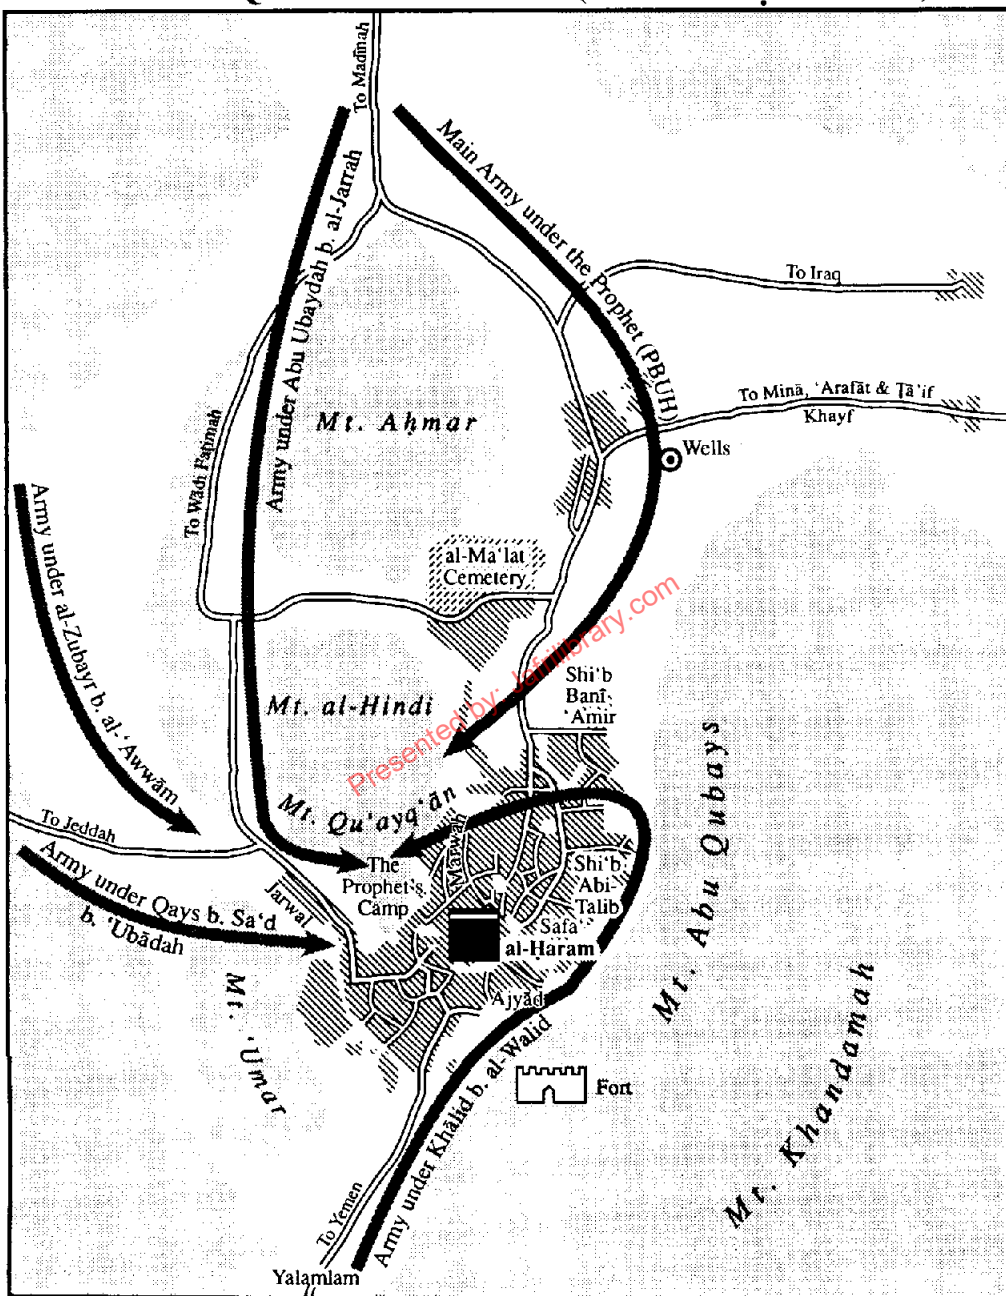 To Madīnah
Main Army under the Prophet (PBUH)
Army under Abu Ubaydah b. al-Jarrah
To Iraq
To Minā, ‘Arafāt & Ṭā’if
Khayf
Mt. Aḥmar
Wells
To Wādi Faṭimah
Army under al-Zubayr b. al-‘Awwām
al-Ma‘lat
Cemetery
Presented by: Jafrilibrary.com
Shi‘b
Banī
‘Amir
Mt. al-Hindi
Mt. Qu‘ayq‘ān
To Jeddah
Army under Qays b. Sa‘d
b. ‘Ubādah
Jarwal
The
Prophet's
Camp
Marwah
Shi‘b
Abi-
Talib
Safa
al-Haram
Mt. Abu Qubays
Ajyād
Mt. ‘Umar
Fort
Mt. Khandamah
Army under Khālid b. al-Walid
To Yemen
Yalamlam